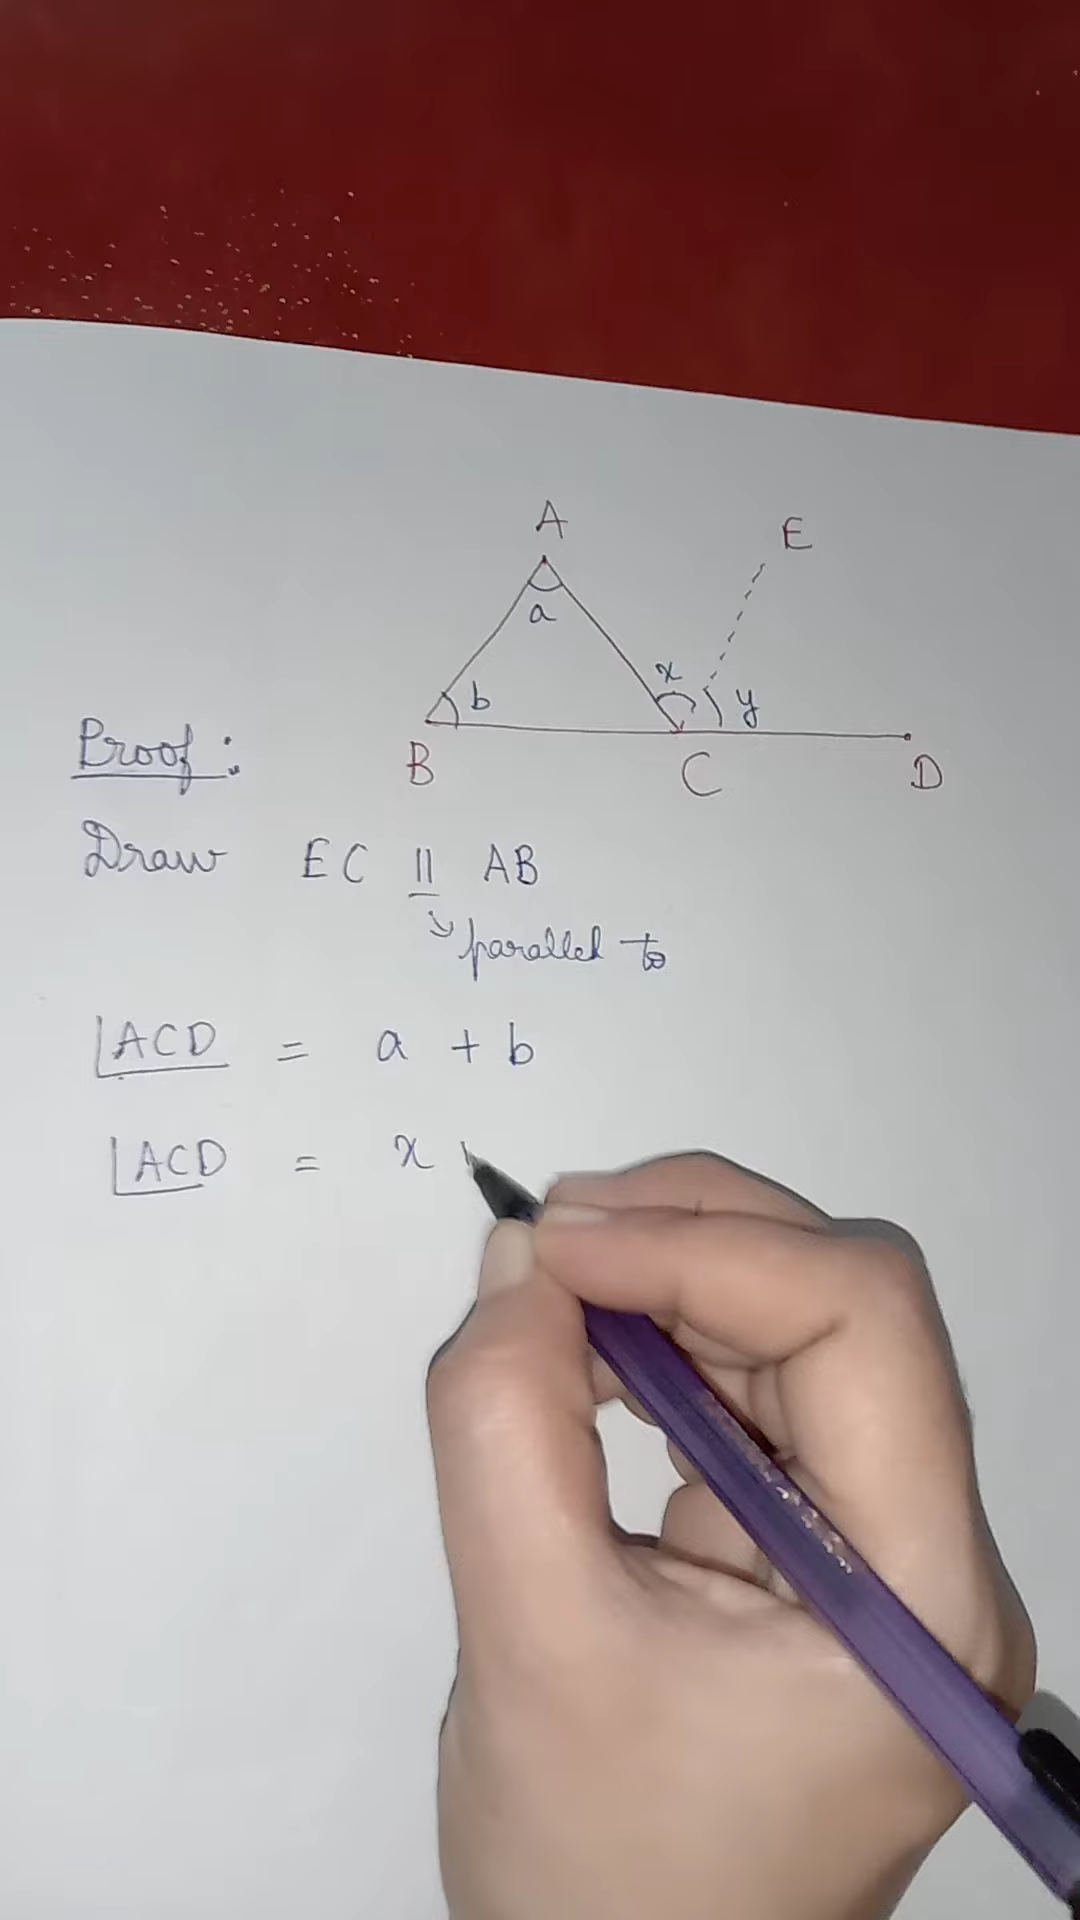 A
E
a
x
b
y
B
C
D
Proof:
Draw EC || AB
parallel to
∠ACD = a + b
∠ACD = x